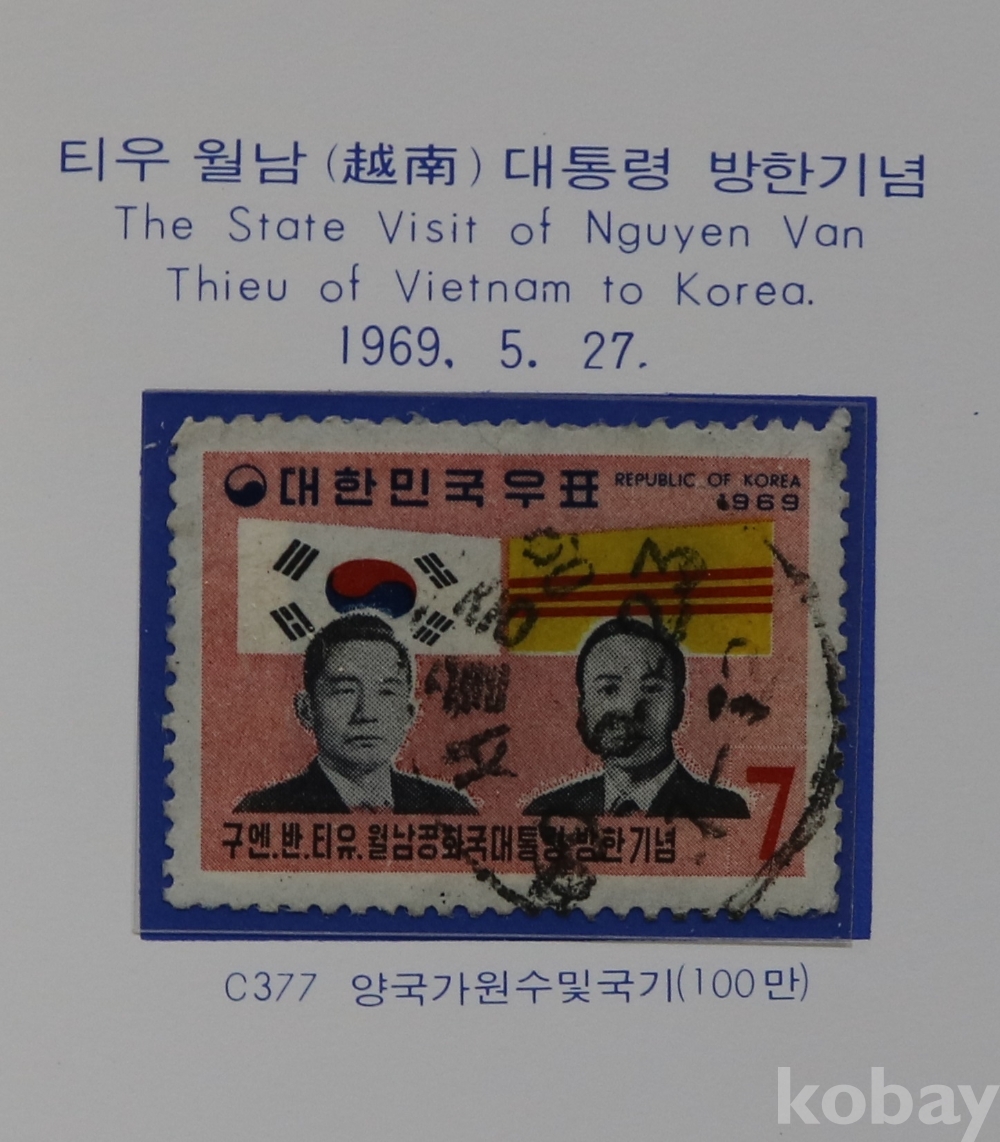 티우 월남 (越南) 대통령 방한기념
The State Visit of Nguyen Van
Thieu of Vietnam to Korea.
1969. 5. 27.
대한민국우표 REPUBLIC OF KOREA
1969
7
구엔.반.티유.월남공화국대통령방한기념
C377 양국가원수및국기(100만)
kobay